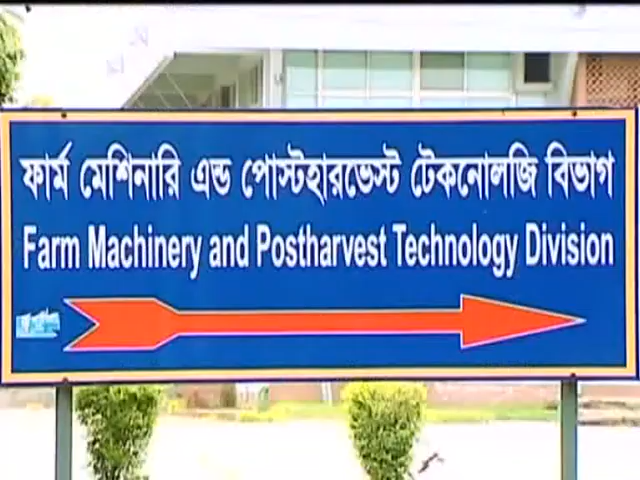 ফার্ম মেশিনারি এন্ড পোস্টহারভেস্ট টেকনোলজি বিভাগ
Farm Machinery and Postharvest Technology Division